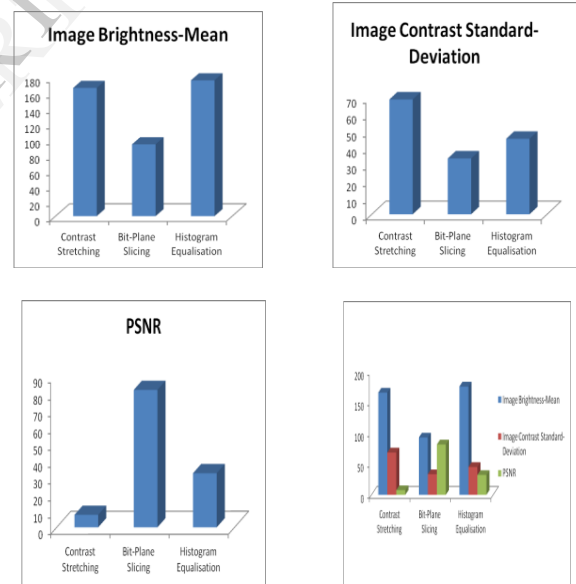 Image Brightness-Mean
180
160
140
120
100
80
60
40
20
0
Contrast Stretching
Bit-Plane Slicing
Histogram Equalisation
Image Contrast Standard-
Deviation
70
60
50
40
30
20
10
0
Contrast Stretching
Bit-Plane Slicing
Histogram Equalisation
PSNR
90
80
70
60
50
40
30
20
10
0
Contrast Stretching
Bit-Plane Slicing
Histogram Equalisation
200
150
100
50
0
Contrast Stretching
Bit-Plane Slicing
Histogram Equalisation
Image Brightness-Mean
Image Contrast Standard-
Deviation
PSNR